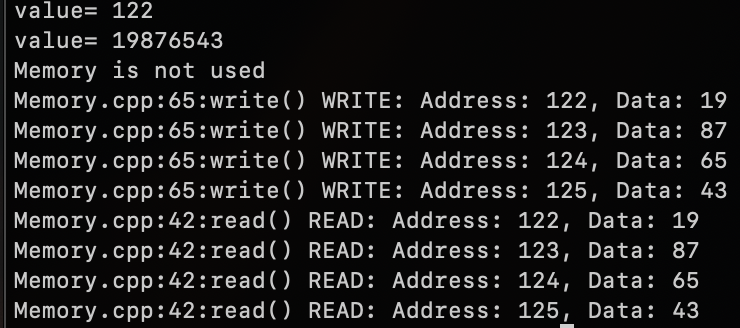 value= 122
value= 19876543
Memory is not used
Memory.cpp:65:write() WRITE: Address: 122, Data: 19
Memory.cpp:65:write() WRITE: Address: 123, Data: 87
Memory.cpp:65:write() WRITE: Address: 124, Data: 65
Memory.cpp:65:write() WRITE: Address: 125, Data: 43
Memory.cpp:42:read() READ: Address: 122, Data: 19
Memory.cpp:42:read() READ: Address: 123, Data: 87
Memory.cpp:42:read() READ: Address: 124, Data: 65
Memory.cpp:42:read() READ: Address: 125, Data: 43